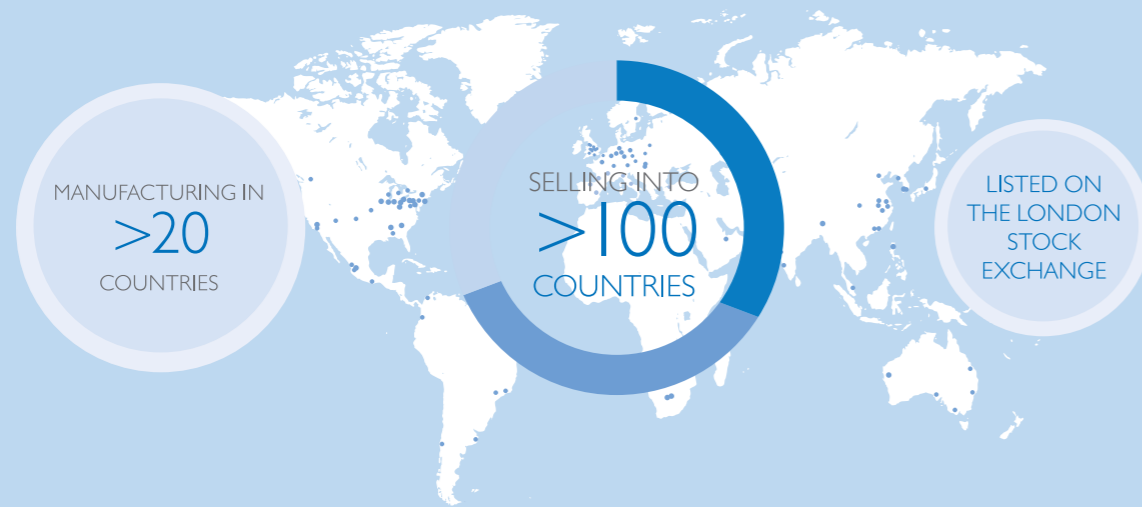 MANUFACTURING IN
>20
COUNTRIES
SELLING INTO
>100
COUNTRIES
LISTED ON
THE LONDON
STOCK
EXCHANGE